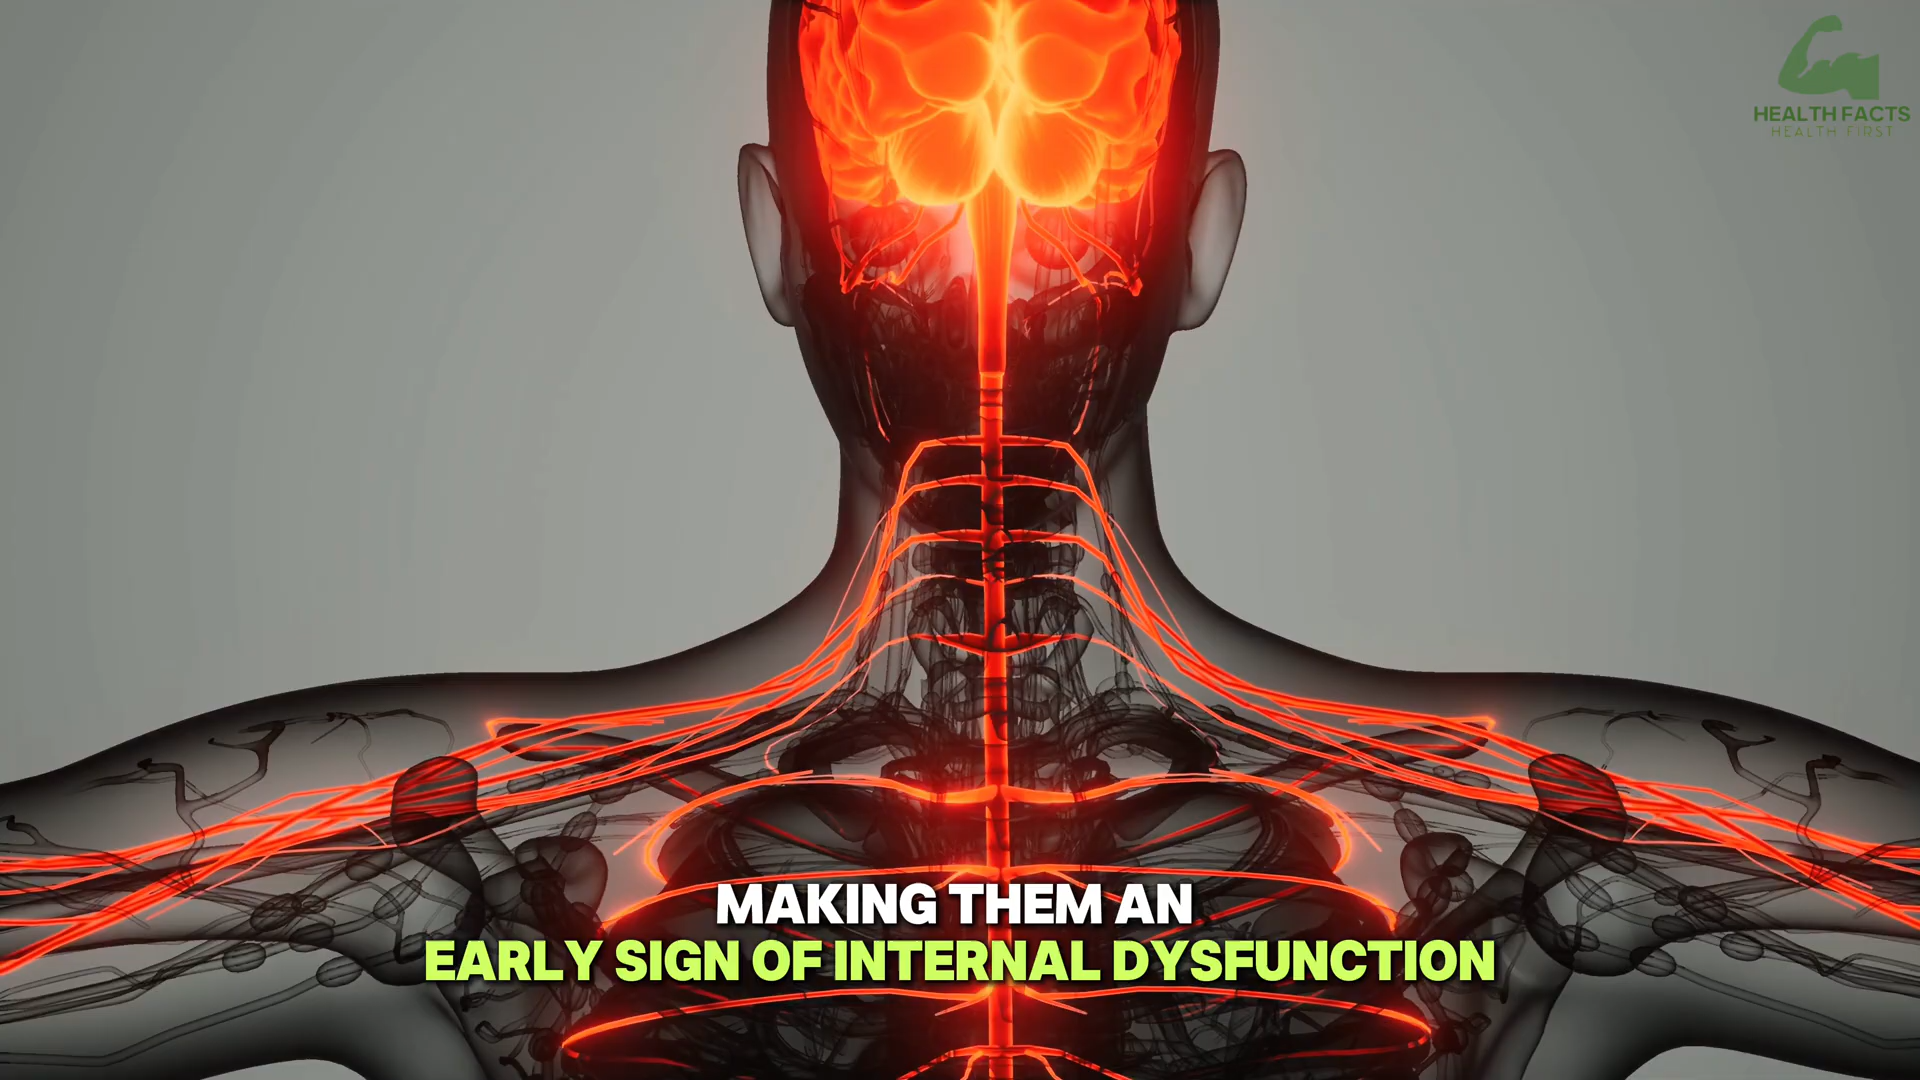 HEALTH FACTS
HEALTH FIRST
MAKING THEM AN
EARLY SIGN OF INTERNAL DYSFUNCTION